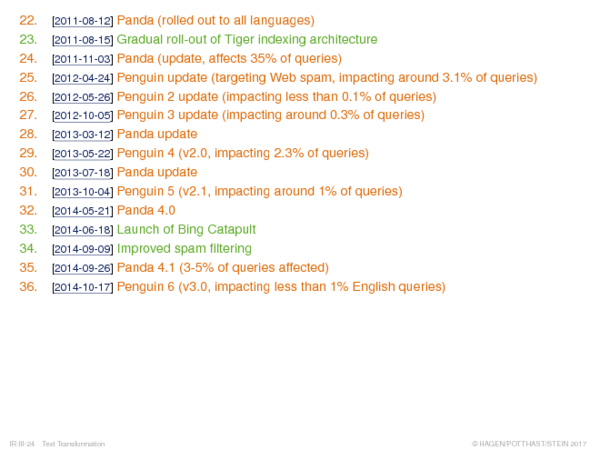 22. [2011-08-12] Panda (rolled out to all languages)
23. [2011-08-15] Gradual roll-out of Tiger indexing architecture
24. [2011-11-03] Panda (update, affects 35% of queries)
25. [2012-04-24] Penguin update (targeting Web spam, impacting around 3.1% of queries)
26. [2012-05-26] Penguin 2 update (impacting less than 0.1% of queries)
27. [2012-10-05] Penguin 3 update (impacting around 0.3% of queries)
28. [2013-03-12] Panda update
29. [2013-05-22] Penguin 4 (v2.0, impacting 2.3% of queries)
30. [2013-07-18] Panda update
31. [2013-10-04] Penguin 5 (v2.1, impacting around 1% of queries)
32. [2014-05-21] Panda 4.0
33. [2014-06-18] Launch of Bing Catapult
34. [2014-09-09] Improved spam filtering
35. [2014-09-26] Panda 4.1 (3-5% of queries affected)
36. [2014-10-17] Penguin 6 (v3.0, impacting less than 1% English queries)
IR:III-24 Text Transformation © HAGEN/POTTHAST/STEIN 2017